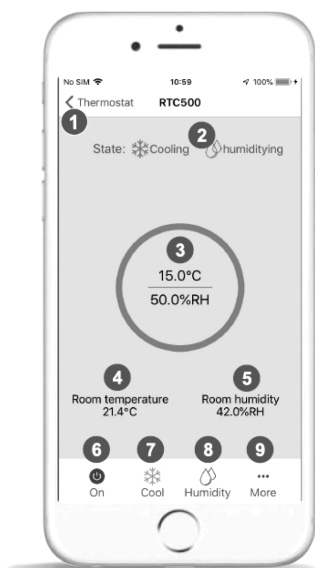 No SIM 10:59 100%
Thermostat RTC500
1
2
State: Cooling humiditying
3
15.0°C
50.0%RH
4 5
Room temperature Room humidity
21.4°C 42.0%RH
6 7 8 9
On Cool Humidity More